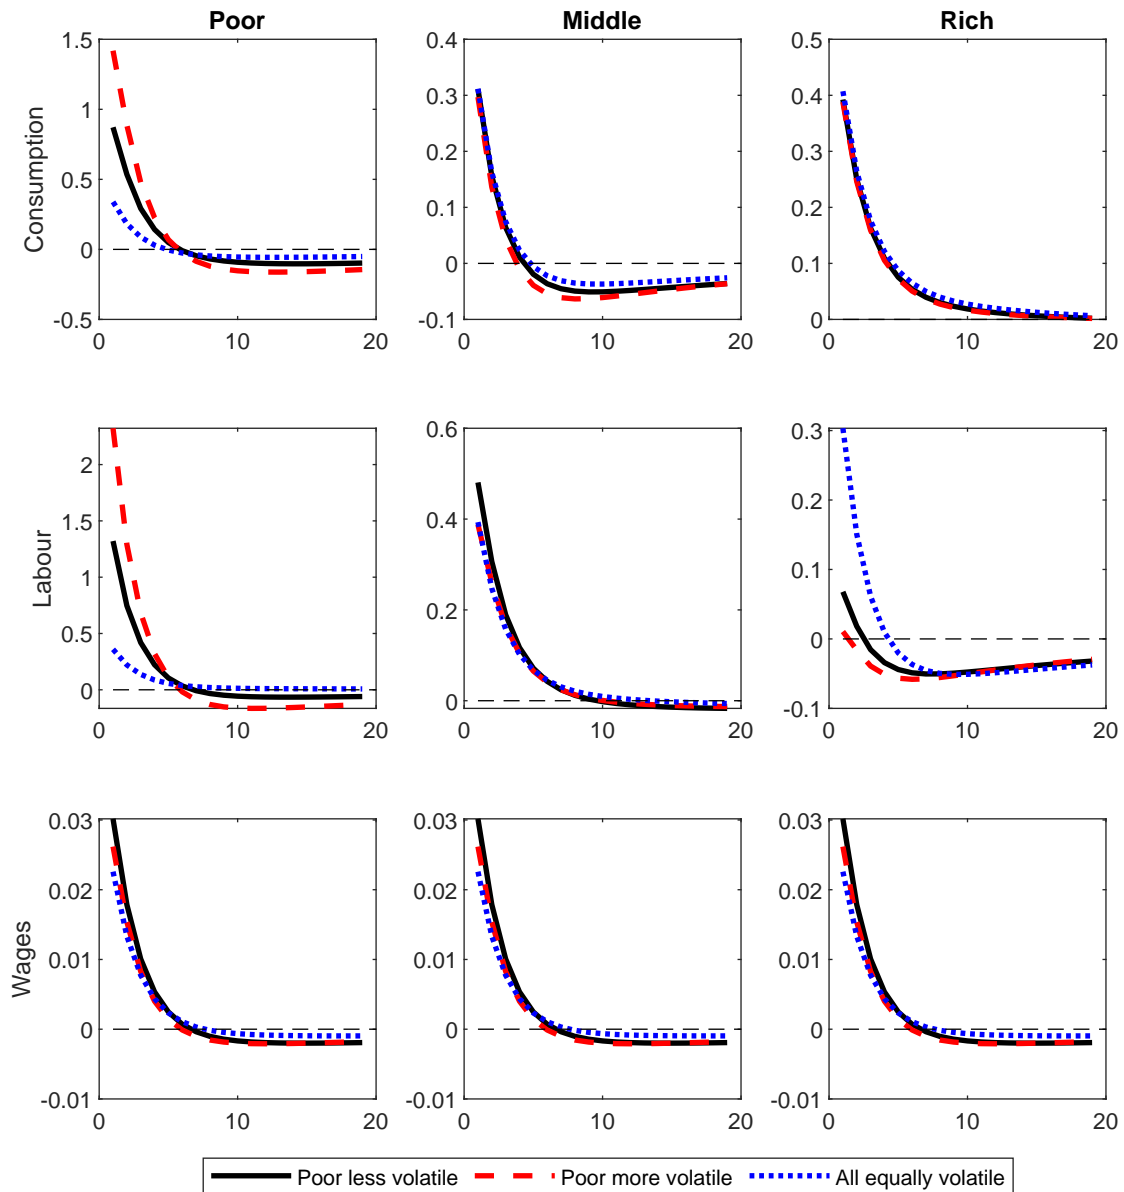 Poor Middle Rich
1.5 0.4 0.5
0.4
1 0.3
0.3
Consumption
0.5 0.2
0.2
0.1
0
0.1
0
-0.5 -0.1 0
0 10 20 0 10 20 0 10 20
0.6 0.3
2
0.2
1.5 0.4
Labour
1 0.1
0.2
0.5 0
0 0
-0.1
0 10 20 0 10 20 0 10 20
0.03 0.03 0.03
0.02 0.02 0.02
Wages
0.01 0.01 0.01
0 0 0
-0.01 -0.01 -0.01
0 10 20 0 10 20 0 10 20
Poor less volatile Poor more volatile All equally volatile